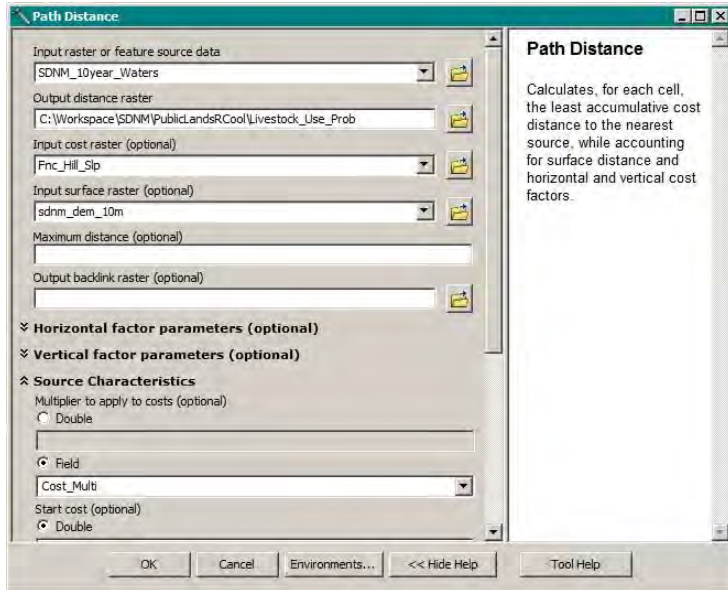 Path Distance
Input raster or feature source data
SDNM_10year_Waters
Output distance raster
C:\Workspace\SDNM\PublicLandsRCool\Livestock_Use_Prob
Input cost raster (optional)
Fnc_Hill_Slp
Input surface raster (optional)
sdnm_dem_10m
Maximum distance (optional)
Output backlink raster (optional)
Horizontal factor parameters (optional)
Vertical factor parameters (optional)
Source Characteristics
Multiplier to apply to costs (optional)
Double
Field
Cost_Multi
Start cost (optional)
Double
Path Distance
Calculates, for each cell,
the least accumulative cost
distance to the nearest
source, while accounting
for surface distance and
horizontal and vertical cost
factors.
OK
Cancel
Environments...
<< Hide Help
Tool Help